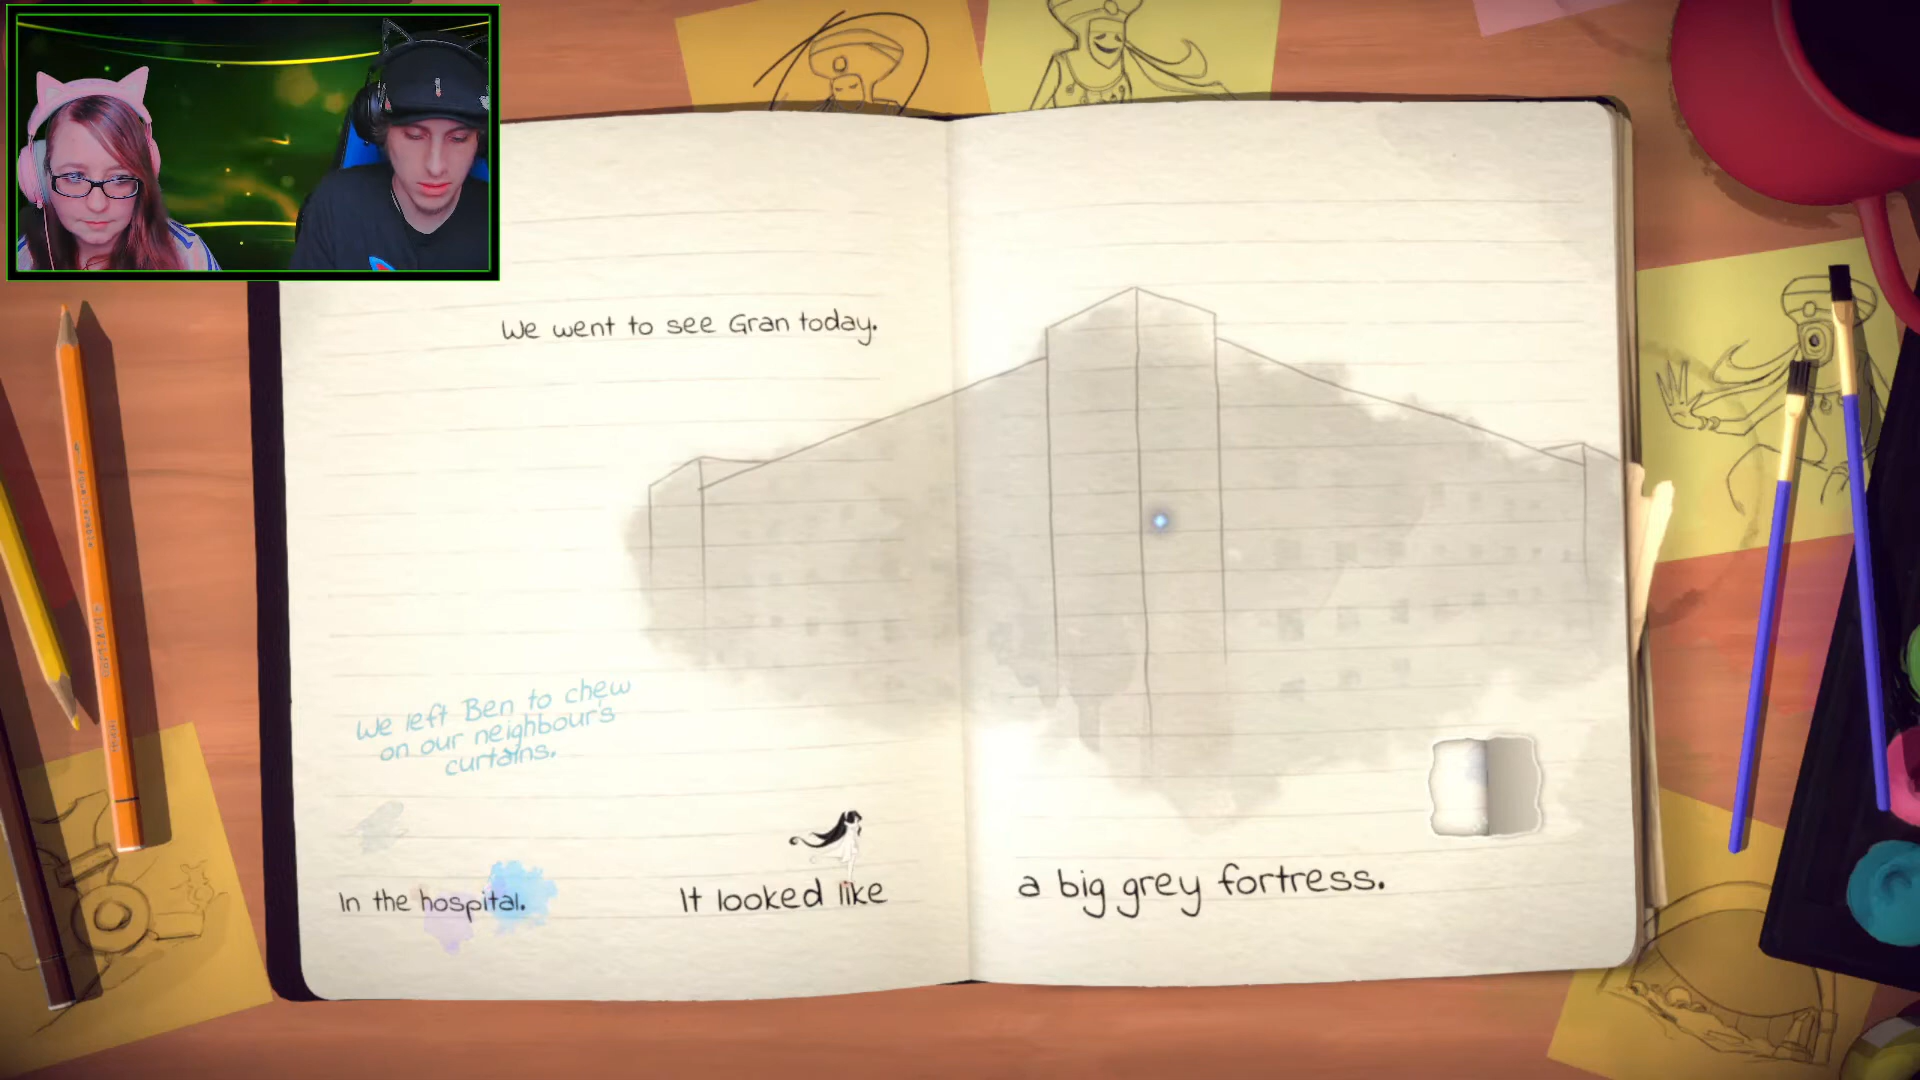 We went to see Gran today.
We left Ben to chew
on our neighbour's
curtains.
In the hospital.
It looked like
a big grey fortress.